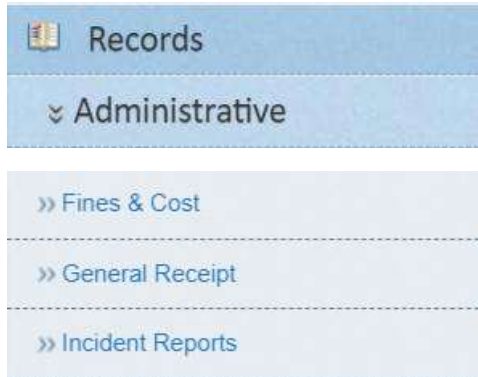 Records
Administrative
Fines & Cost
General Receipt
Incident Reports